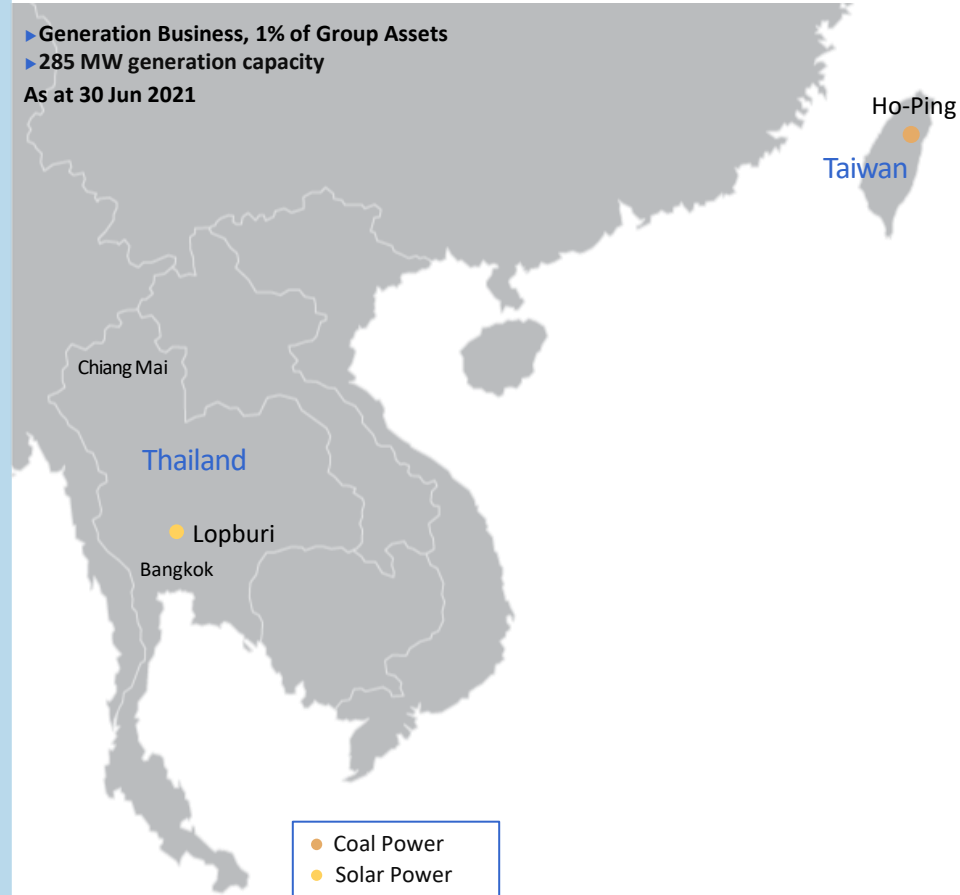 ▸Generation Business, 1% of Group Assets
▸285 MW generation capacity
As at 30 Jun 2021
Ho-Ping
Taiwan
Chiang Mai
Thailand
Lopburi
Bangkok
Coal Power
Solar Power